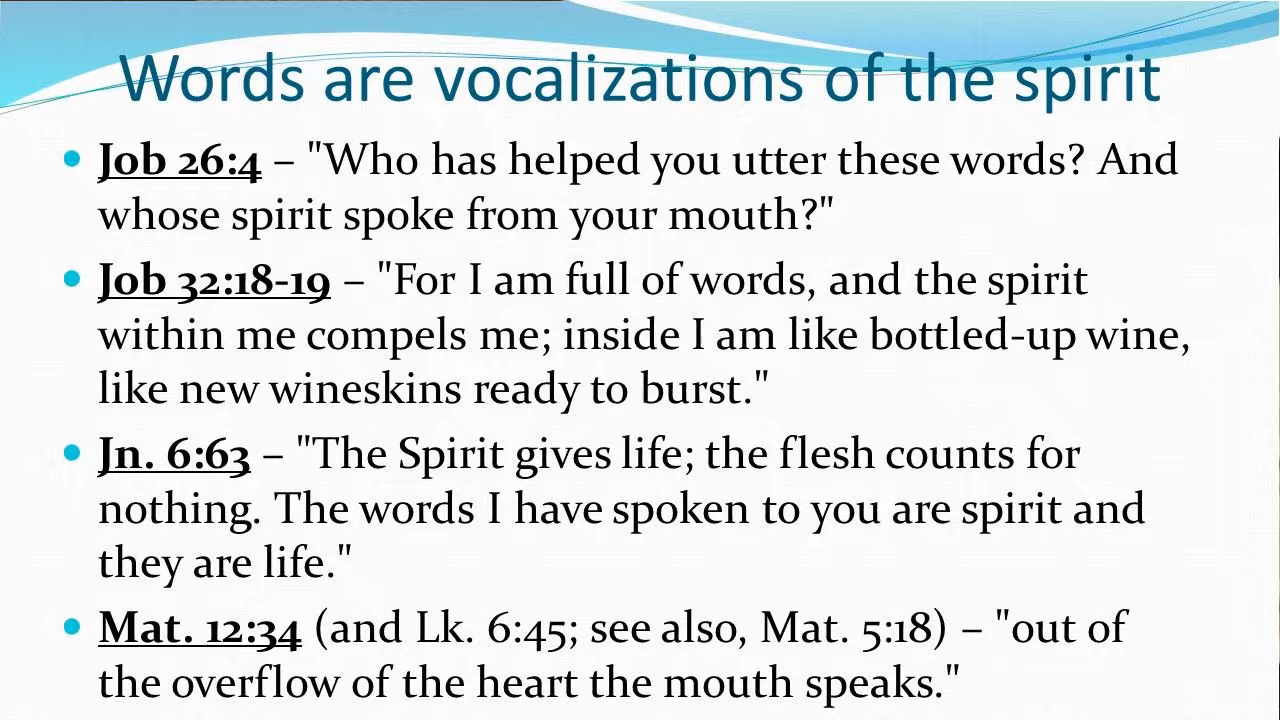 Words are vocalizations of the spirit
• Job 26:4 – "Who has helped you utter these words? And
whose spirit spoke from your mouth?"
• Job 32:18-19 – "For I am full of words, and the spirit
within me compels me; inside I am like bottled-up wine,
like new wineskins ready to burst."
• Jn. 6:63 – "The Spirit gives life; the flesh counts for
nothing. The words I have spoken to you are spirit and
they are life."
• Mat. 12:34 (and Lk. 6:45; see also, Mat. 5:18) – "out of
the overflow of the heart the mouth speaks."